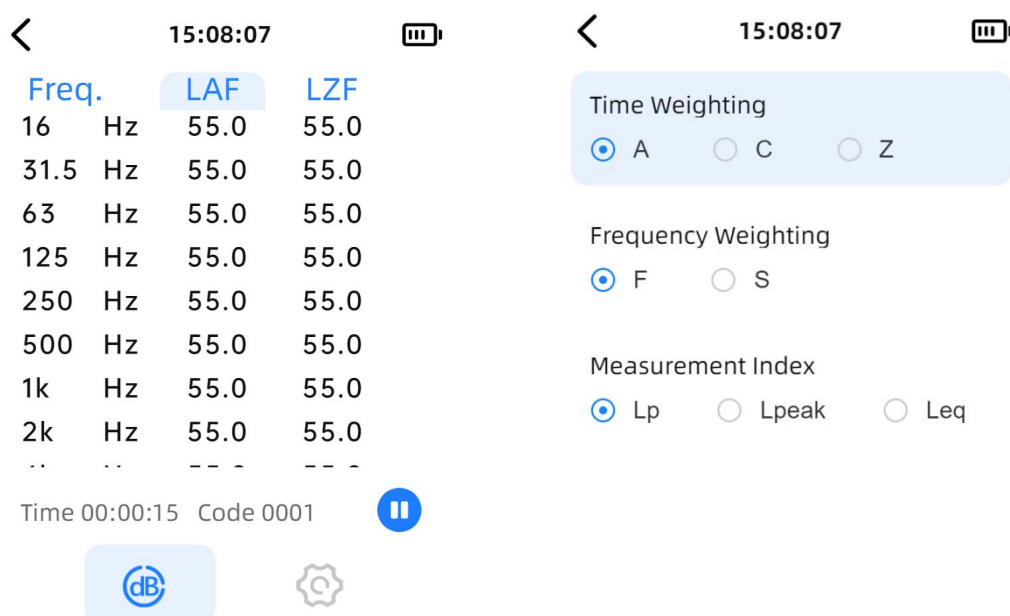 15:08:07
Freq. LAF LZF
16 Hz 55.0 55.0
31.5 Hz 55.0 55.0
63 Hz 55.0 55.0
125 Hz 55.0 55.0
250 Hz 55.0 55.0
500 Hz 55.0 55.0
1k Hz 55.0 55.0
2k Hz 55.0 55.0
Time 00:00:15 Code 0001
dB
15:08:07
Time Weighting
A C Z
Frequency Weighting
F S
Measurement Index
Lp Lpeak Leq